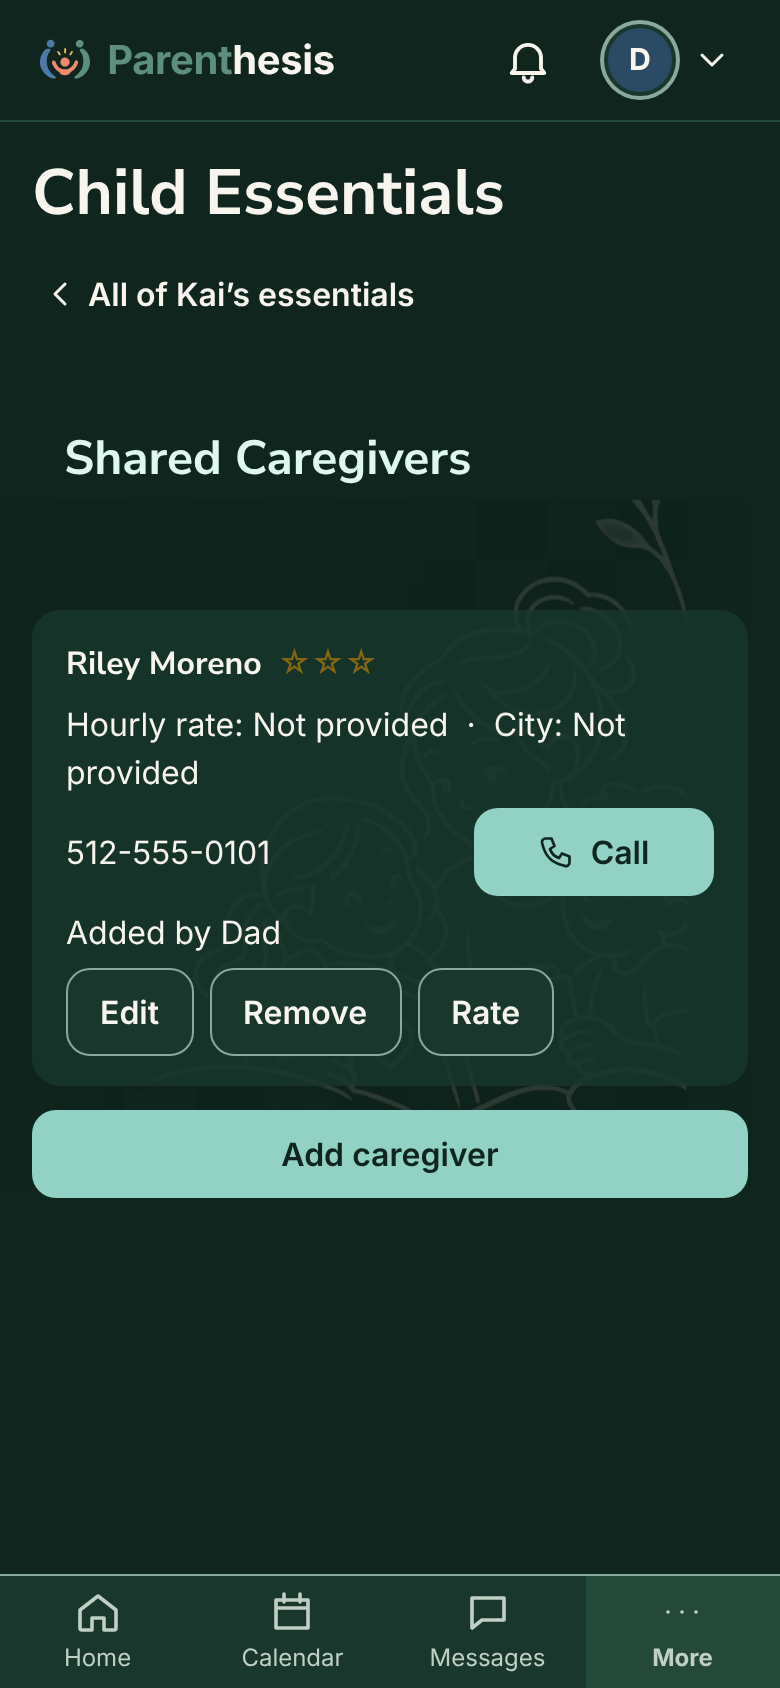 Parenthesis
D
Child Essentials
All of Kai’s essentials
Shared Caregivers
Riley Moreno ☆☆☆
Hourly rate: Not provided · City: Not
provided
512-555-0101
Call
Added by Dad
Edit
Remove
Rate
Add caregiver
Home
Calendar
Messages
More